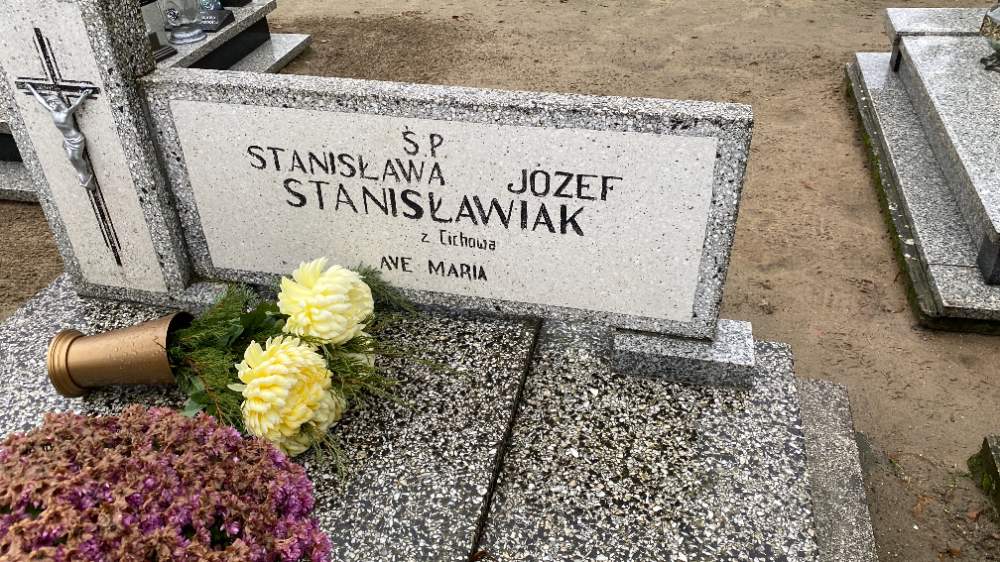 Ś.P
STANISŁAWA JÓZEF
STANISŁAWIAK
z Cichowa
AVE MARIA